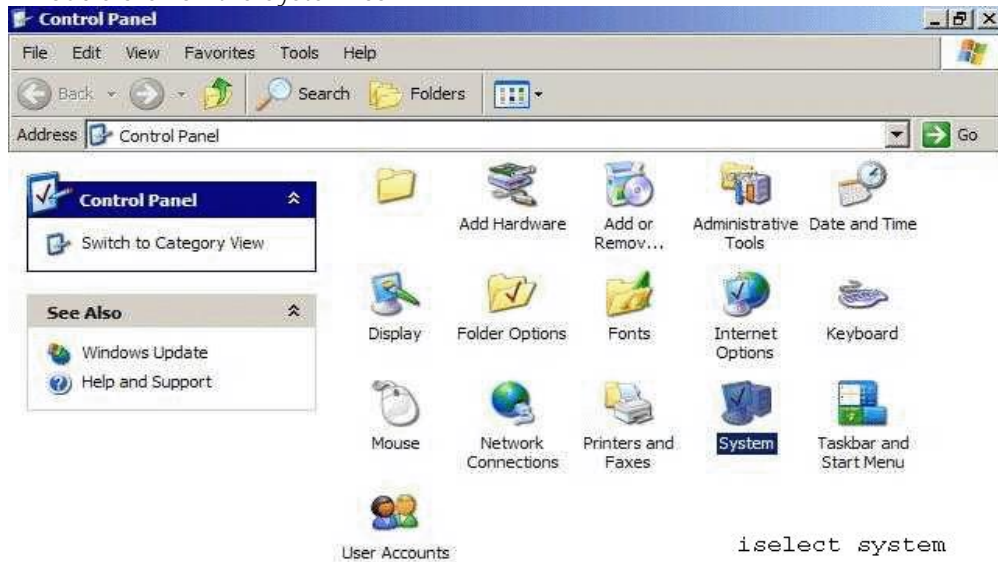 Control Panel
File Edit View Favorites Tools Help
Back Search Folders
Address Control Panel Go
Control Panel
Switch to Category View
See Also
Windows Update
Help and Support
Add Hardware
Add or Remov...
Administrative Tools
Date and Time
Display
Folder Options
Fonts
Internet Options
Keyboard
Mouse
Network Connections
Printers and Faxes
System
Taskbar and Start Menu
User Accounts
iselect system